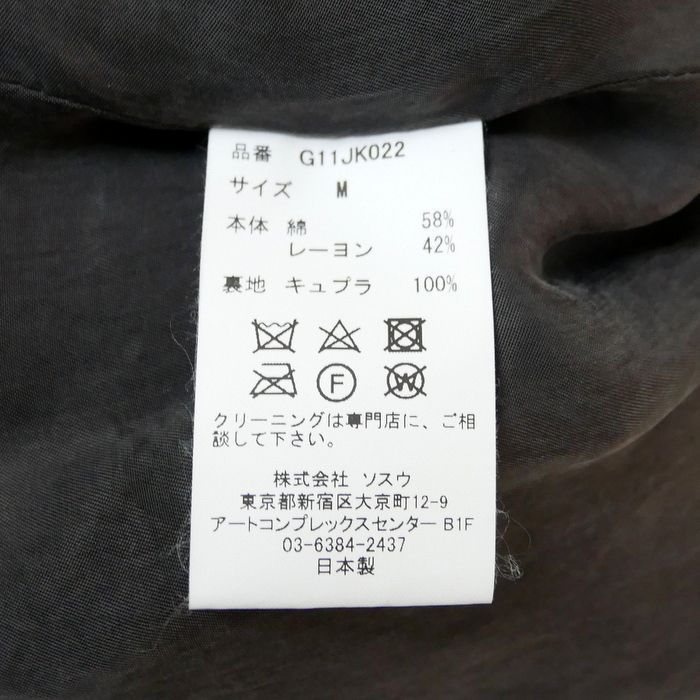 品番 G11JK022
サイズ M
本体 綿 58%
レーヨン 42%
裏地 キュプラ 100%
F W
クリーニングは専門店に、ご相
談して下さい。
株式会社 ソスウ
東京都新宿区大京町12-9
アートコンプレックスセンター B1F
03-6384-2437
日本製